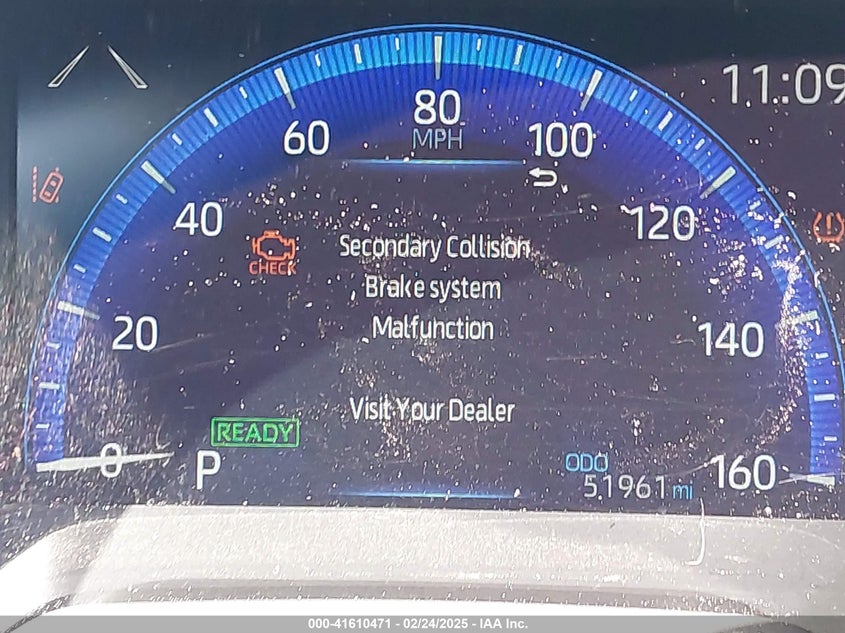 11:09
80
MPH
60
100
40
120
CHECK
Secondary Collision
Brake system
Malfunction
20
140
Visit Your Dealer
READY
0
P
ODO
51961 mi
160
000-41610471 - 02/24/2025 - IAA Inc.